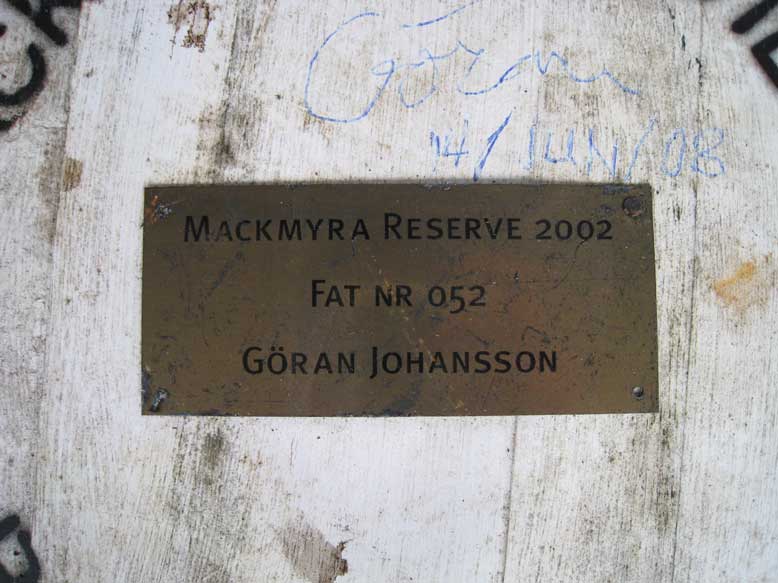 Göran
14/JUN/08
MACKMYRA RESERVE 2002
FAT NR 052
GÖRAN JOHANSSON